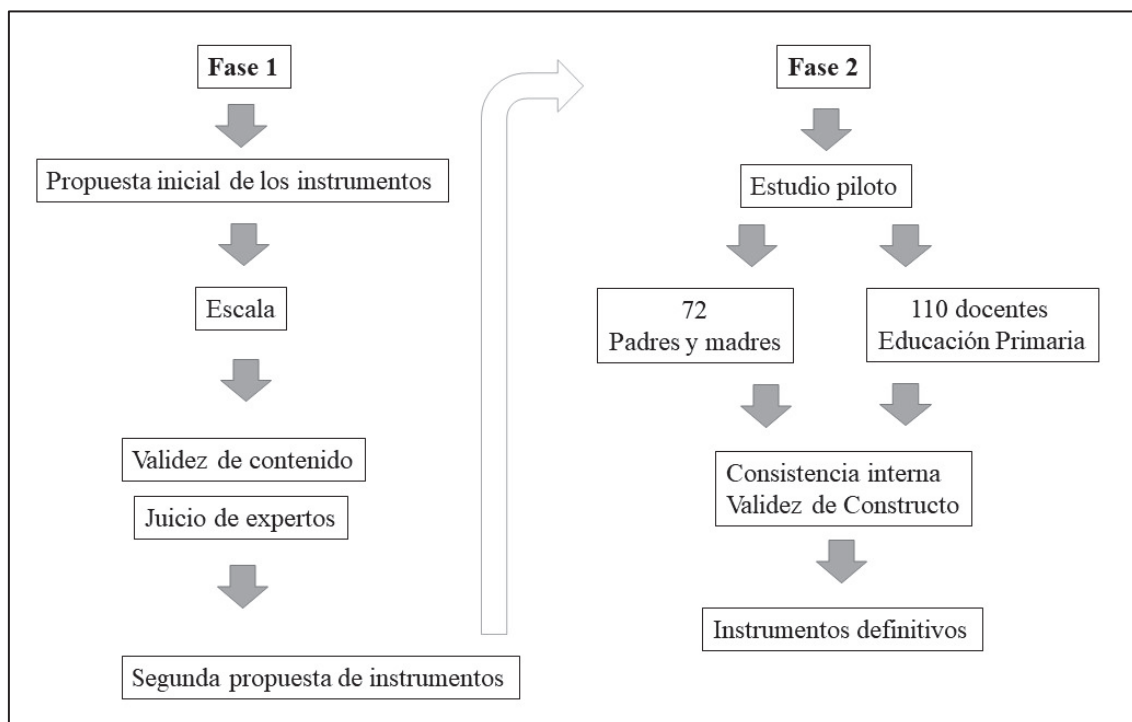 Fase 1
Propuesta inicial de los instrumentos
Escala
Validez de contenido
Juicio de expertos
Segunda propuesta de instrumentos
Fase 2
Estudio piloto
72
Padres y madres
110 docentes
Educación Primaria
Consistencia interna
Validez de Constructo
Instrumentos definitivos